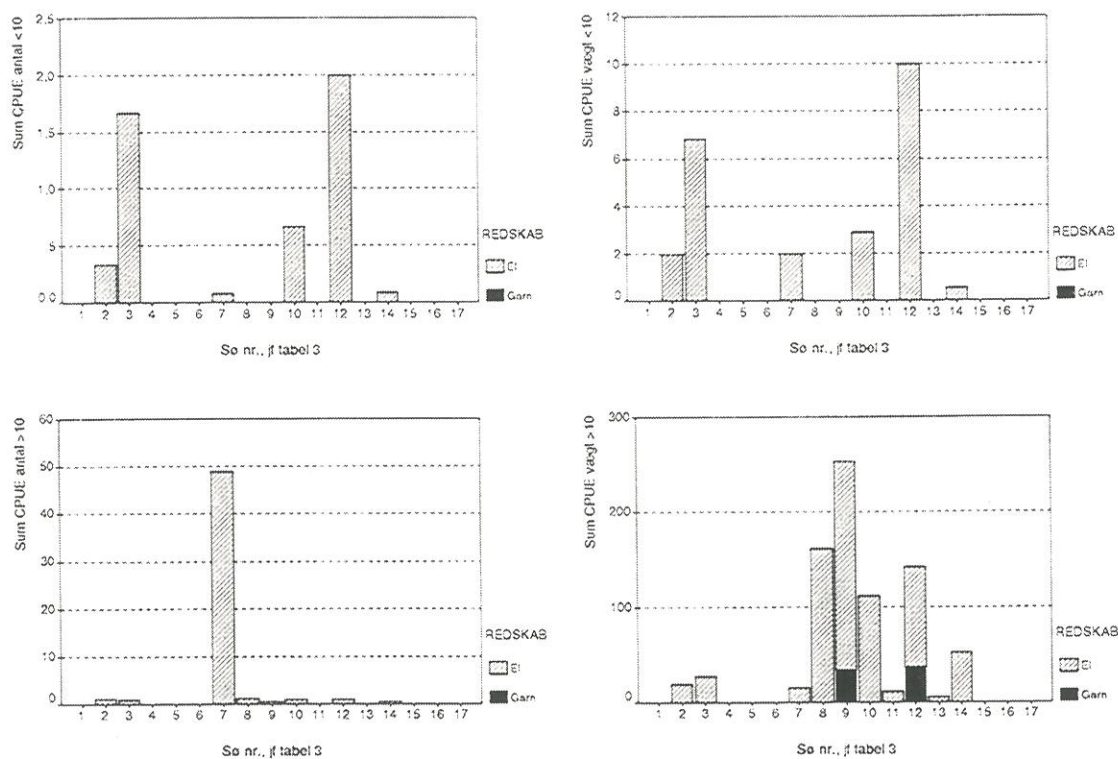 Sum CPUE antal <10
2.5
2.0
1.5
1.0
.5
0.0
1 2 3 4 5 6 7 8 9 10 11 12 13 14 15 16 17
Sø nr., jf tabel 3
REDSKAB
El
Garn
Sum CPUE vægt <10
12
10
8
6
4
2
0
1 2 3 4 5 6 7 8 9 10 11 12 13 14 15 16 17
Sø nr., jf tabel 3
REDSKAB
El
Garn
Sum CPUE antal >10
60
50
40
30
20
10
0
1 2 3 4 5 6 7 8 9 10 11 12 13 14 15 16 17
Sø nr., jf tabel 3
REDSKAB
El
Garn
Sum CPUE vægt >10
300
200
100
0
1 2 3 4 5 6 7 8 9 10 11 12 13 14 15 16 17
Sø nr., jf tabel 3
REDSKAB
El
Garn